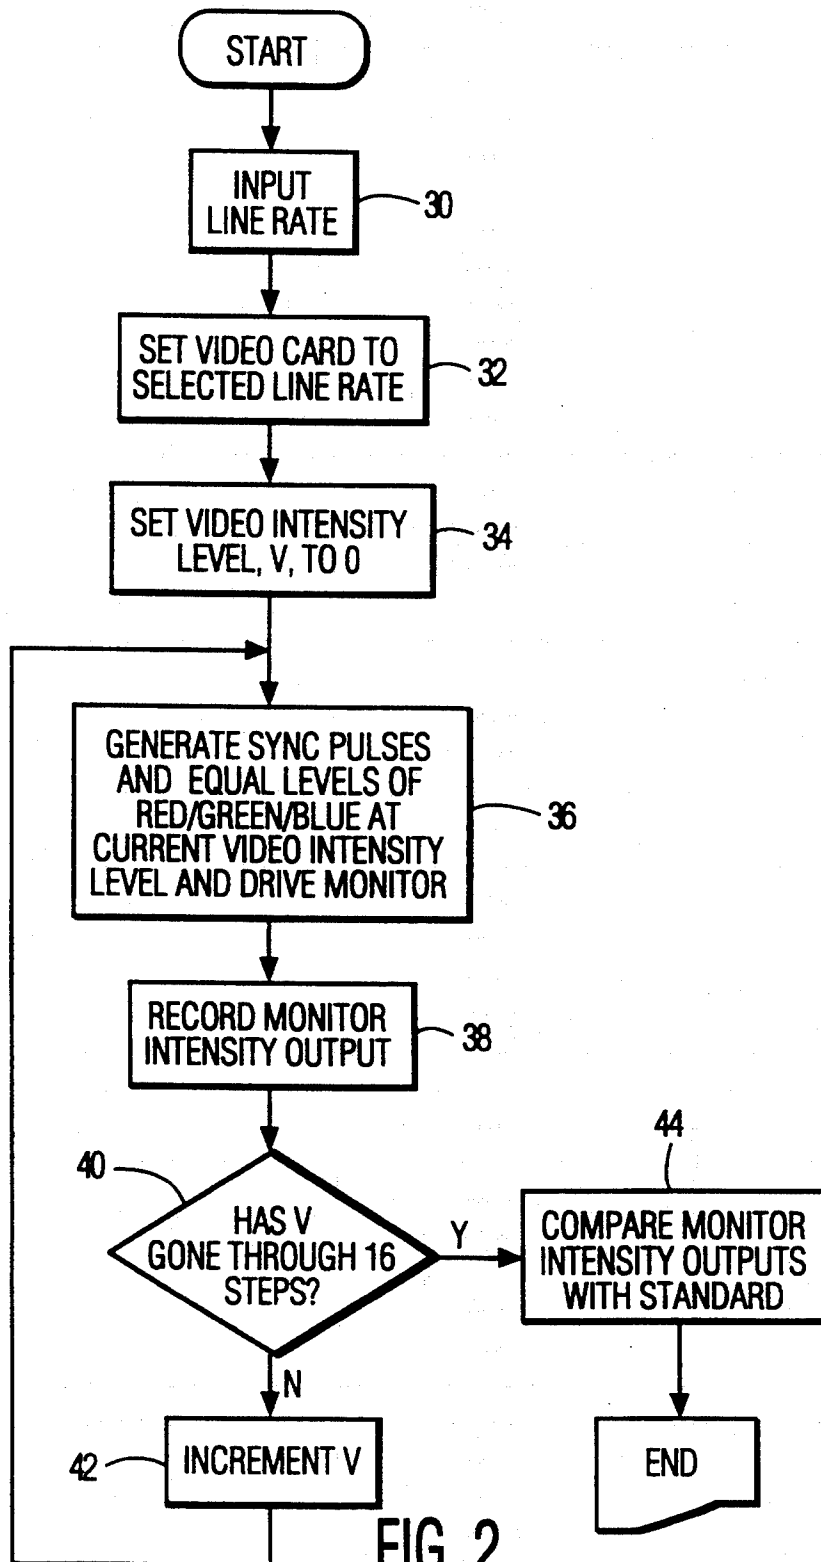 START
INPUT
LINE RATE
30
SET VIDEO CARD TO
SELECTED LINE RATE
32
SET VIDEO INTENSITY
LEVEL, V, TO 0
34
GENERATE SYNC PULSES
AND EQUAL LEVELS OF
RED/GREEN/BLUE AT
CURRENT VIDEO INTENSITY
LEVEL AND DRIVE MONITOR
36
RECORD MONITOR
INTENSITY OUTPUT
38
40
HAS V
GONE THROUGH 16
STEPS?
Y
44
COMPARE MONITOR
INTENSITY OUTPUTS
WITH STANDARD
N
42
INCREMENT V
END
FIG. 2